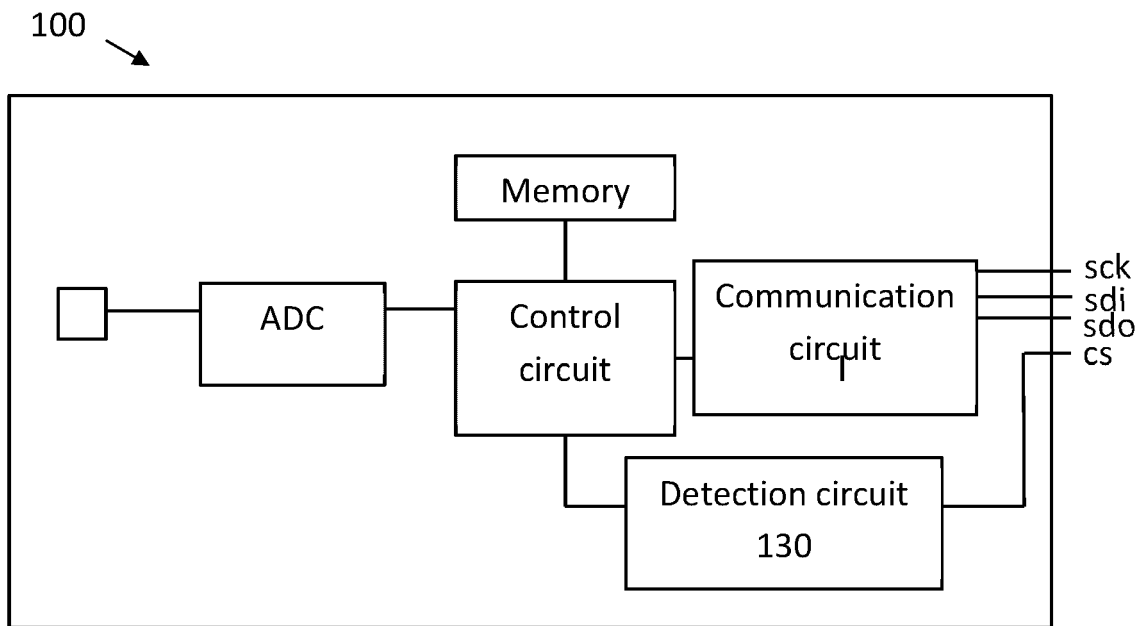 100
Memory
ADC
Control
circuit
Communication
circuit
sck
sdi
sdo
cs
Detection circuit
130